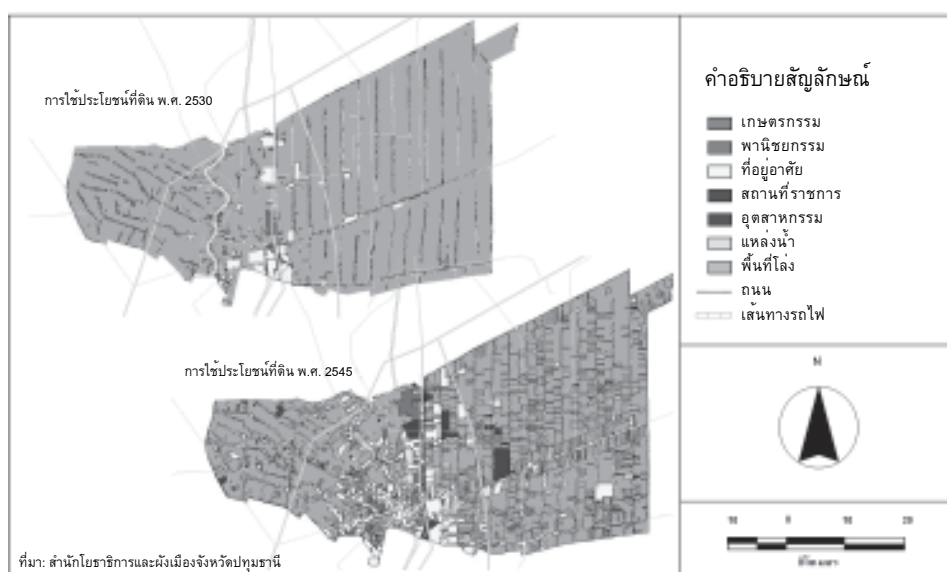 การใช้ประโยชน์ที่ดิน พ.ศ. 2530
การใช้ประโยชน์ที่ดิน พ.ศ. 2545
ที่มา: สำนักโยธาธิการและผังเมืองจังหวัดปทุมธานี
คำอธิบายสัญลักษณ์
เกษตรกรรม
พานิชยกรรม
ที่อยู่อาศัย
สถานที่ราชการ
อุตสาหกรรม
แหล่งน้ำ
พื้นที่โล่ง
ถนน
เส้นทางรถไฟ
N
10 0 10 20